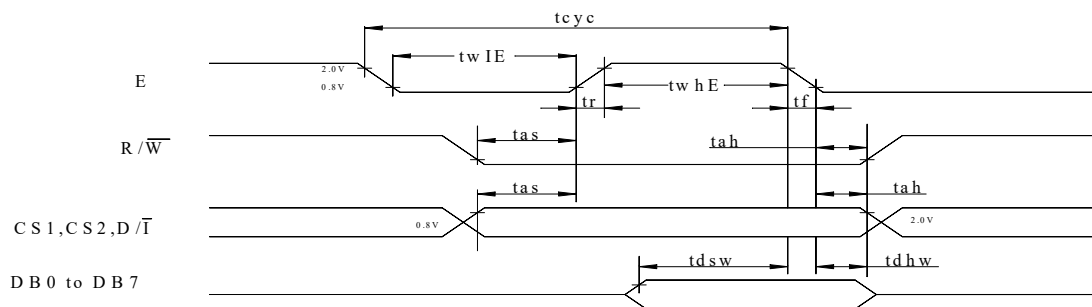 tcyc
twIE
E
2.0V
0.8V
twhE
tr
tf
R/W̅
tas
tah
tas
tah
CS1,CS2,D/I̅
0.8V
2.0V
tdsw
tdhw
DB0 to DB7